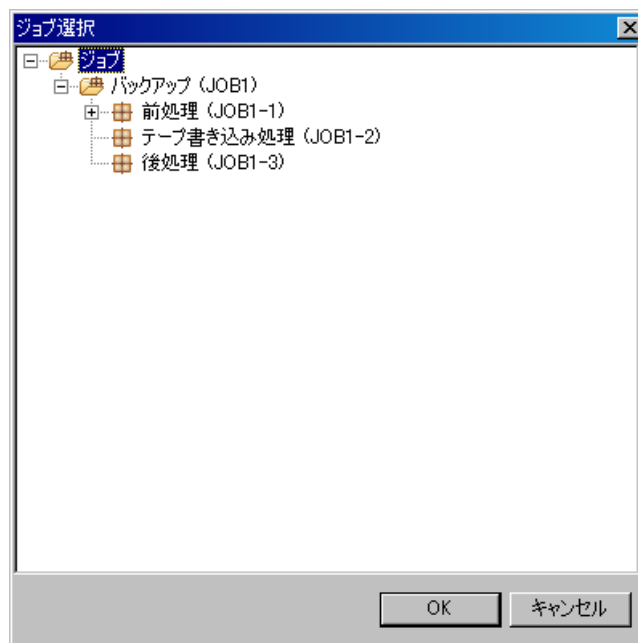 ジョブ選択
ジョブ
バックアップ (JOB1)
前処理 (JOB1-1)
テープ書き込み処理 (JOB1-2)
後処理 (JOB1-3)
OK キャンセル